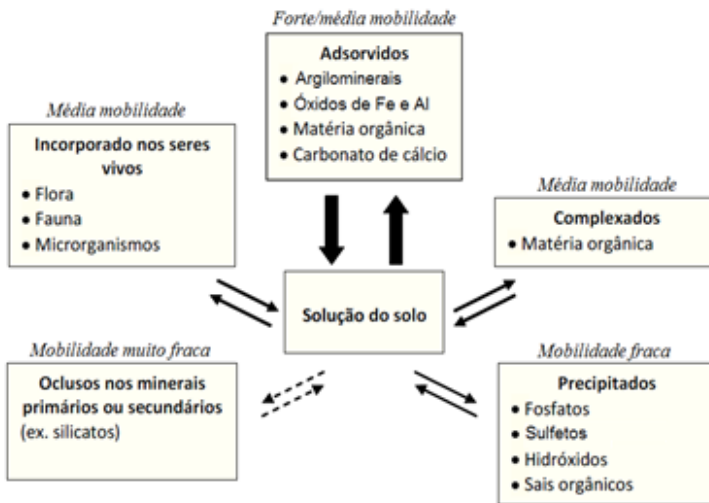 Forte/média mobilidade
Adsorvidos
● Argilominerais
● Óxidos de Fe e Al
● Matéria orgânica
● Carbonato de cálcio
Média mobilidade
Incorporado nos seres
vivos
● Flora
● Fauna
● Microrganismos
Média mobilidade
Complexados
● Matéria orgânica
Solução do solo
Mobilidade muito fraca
Oclusos nos minerais
primários ou secundários
(ex. silicatos)
Mobilidade fraca
Precipitados
● Fosfatos
● Sulfetos
● Hidróxidos
● Sais orgânicos